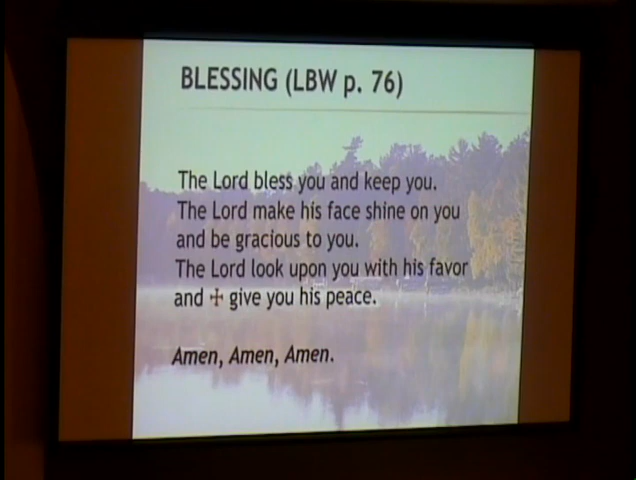 BLESSING (LBW p. 76)
The Lord bless you and keep you.
The Lord make his face shine on you
and be gracious to you.
The Lord look upon you with his favor
and ☩ give you his peace.
Amen, Amen, Amen.